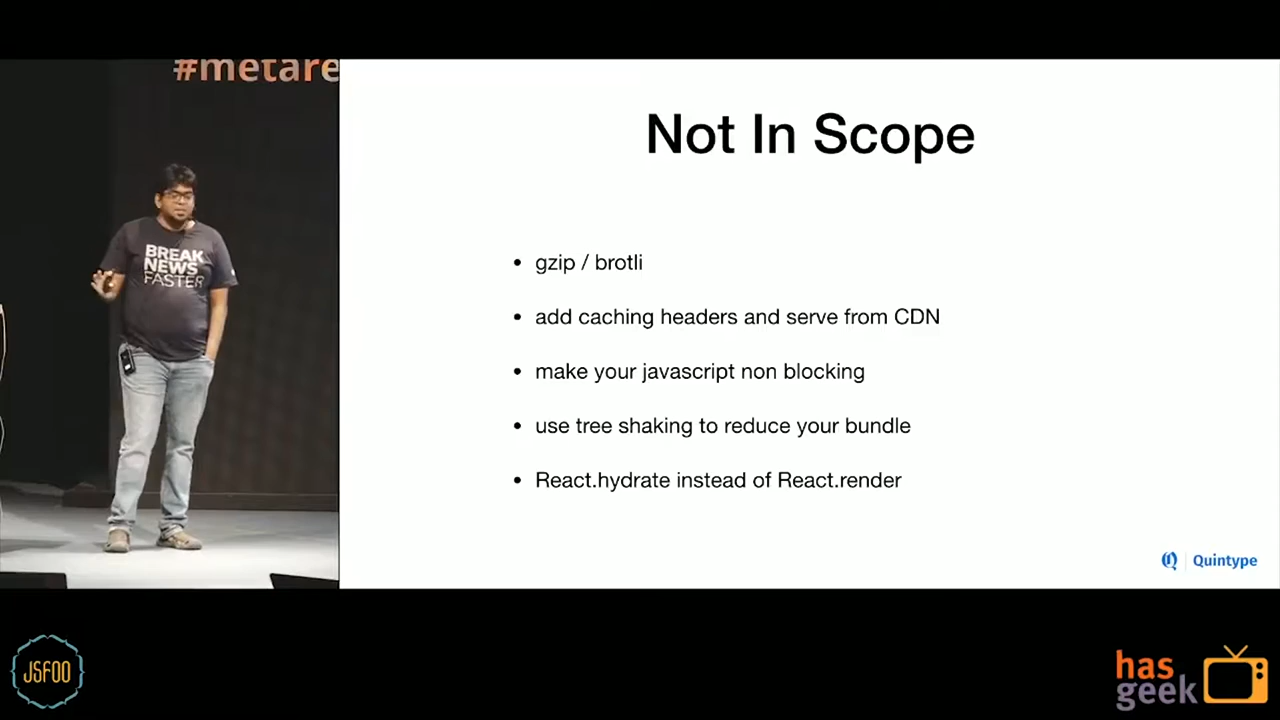 #metare
BREAK
NEWS
FASTER
Not In Scope
• gzip / brotli
• add caching headers and serve from CDN
• make your javascript non blocking
• use tree shaking to reduce your bundle
• React.hydrate instead of React.render
Quintype
JSFOO
has
geek